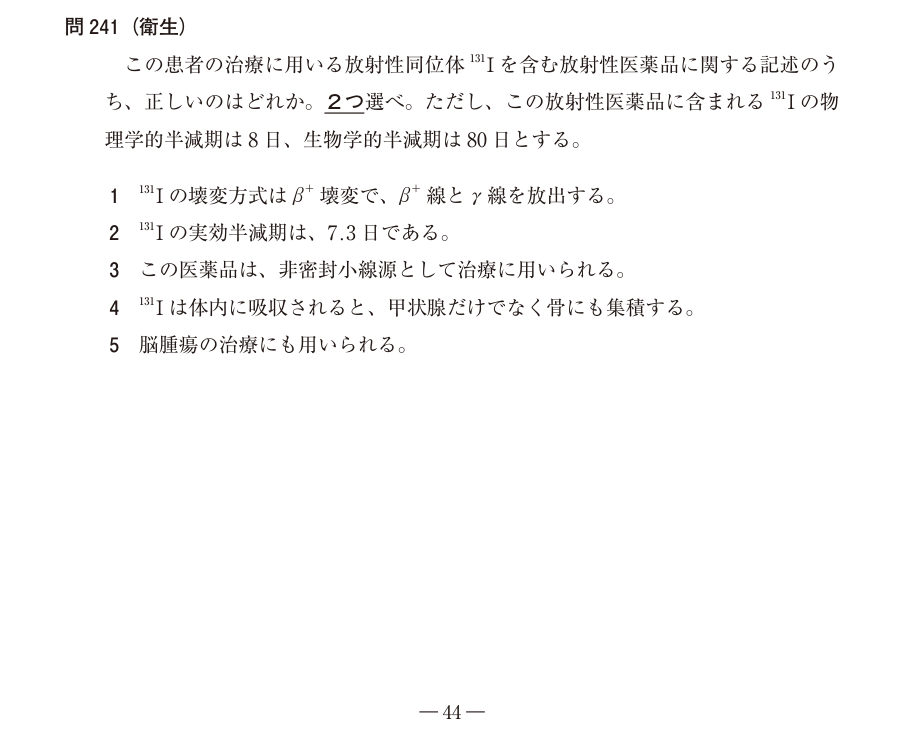 問 241（衛生）
この患者の治療に用いる放射性同位体 ¹³¹I を含む放射性医薬品に関する記述のう
ち、正しいのはどれか。２つ選べ。ただし、この放射性医薬品に含まれる ¹³¹I の物
理学的半減期は 8 日、生物学的半減期は 80 日とする。
1 ¹³¹I の壊変方式は β⁺ 壊変で、β⁺ 線と γ 線を放出する。
2 ¹³¹I の実効半減期は、7.3 日である。
3 この医薬品は、非密封小線源として治療に用いられる。
4 ¹³¹I は体内に吸収されると、甲状腺だけでなく骨にも集積する。
5 脳腫瘍の治療にも用いられる。
― 44 ―